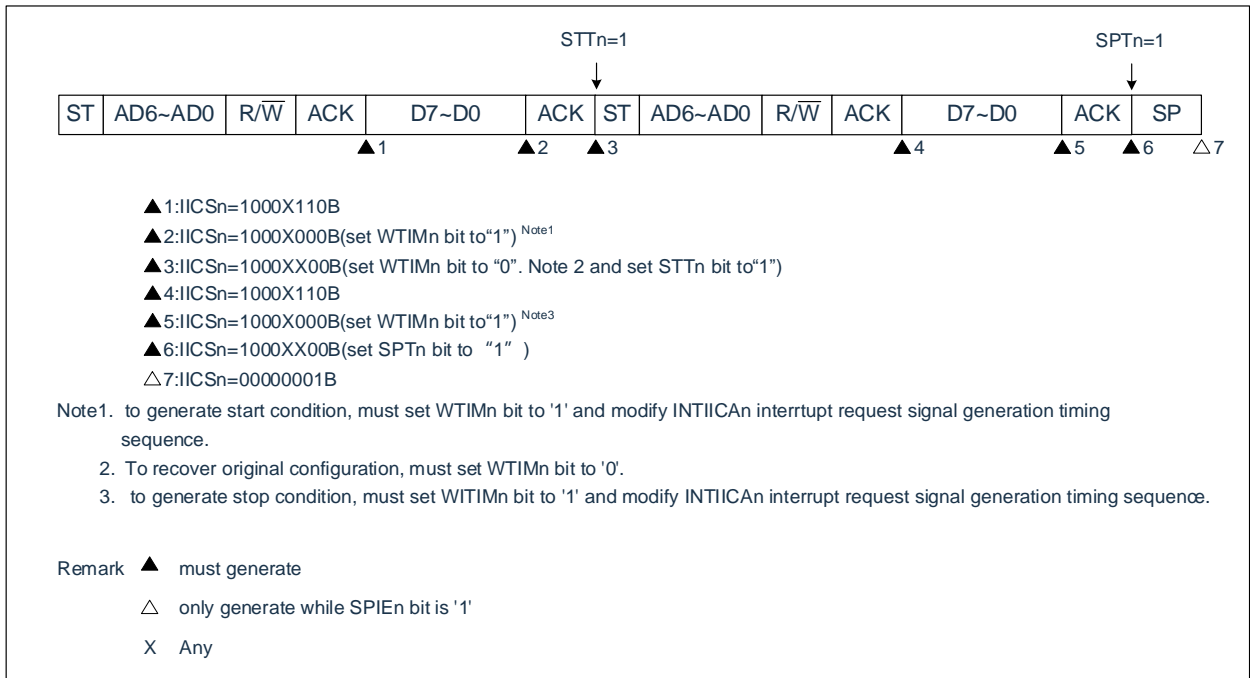 STTn=1 SPTn=1
ST AD6~AD0 R/W ACK D7~D0 ACK ST AD6~AD0 R/W ACK D7~D0 ACK SP
▲1 ▲2 ▲3 ▲4 ▲5 ▲6 △7
▲1:IICSn=1000X110B
▲2:IICSn=1000X000B(set WTIMn bit to“1”) Note1
▲3:IICSn=1000XX00B(set WTIMn bit to “0”. Note 2 and set STTn bit to“1”)
▲4:IICSn=1000X110B
▲5:IICSn=1000X000B(set WTIMn bit to“1”) Note3
▲6:IICSn=1000XX00B(set SPTn bit to “1” )
△7:IICSn=00000001B
Note1. to generate start condition, must set WTIMn bit to '1' and modify INTIICAn interrtupt request signal generation timing
sequence.
2. To recover original configuration, must set WTIMn bit to '0'.
3. to generate stop condition, must set WITIMn bit to '1' and modify INTIICAn interrupt request signal generation timing sequence.
Remark ▲ must generate
△ only generate while SPIEn bit is '1'
X Any